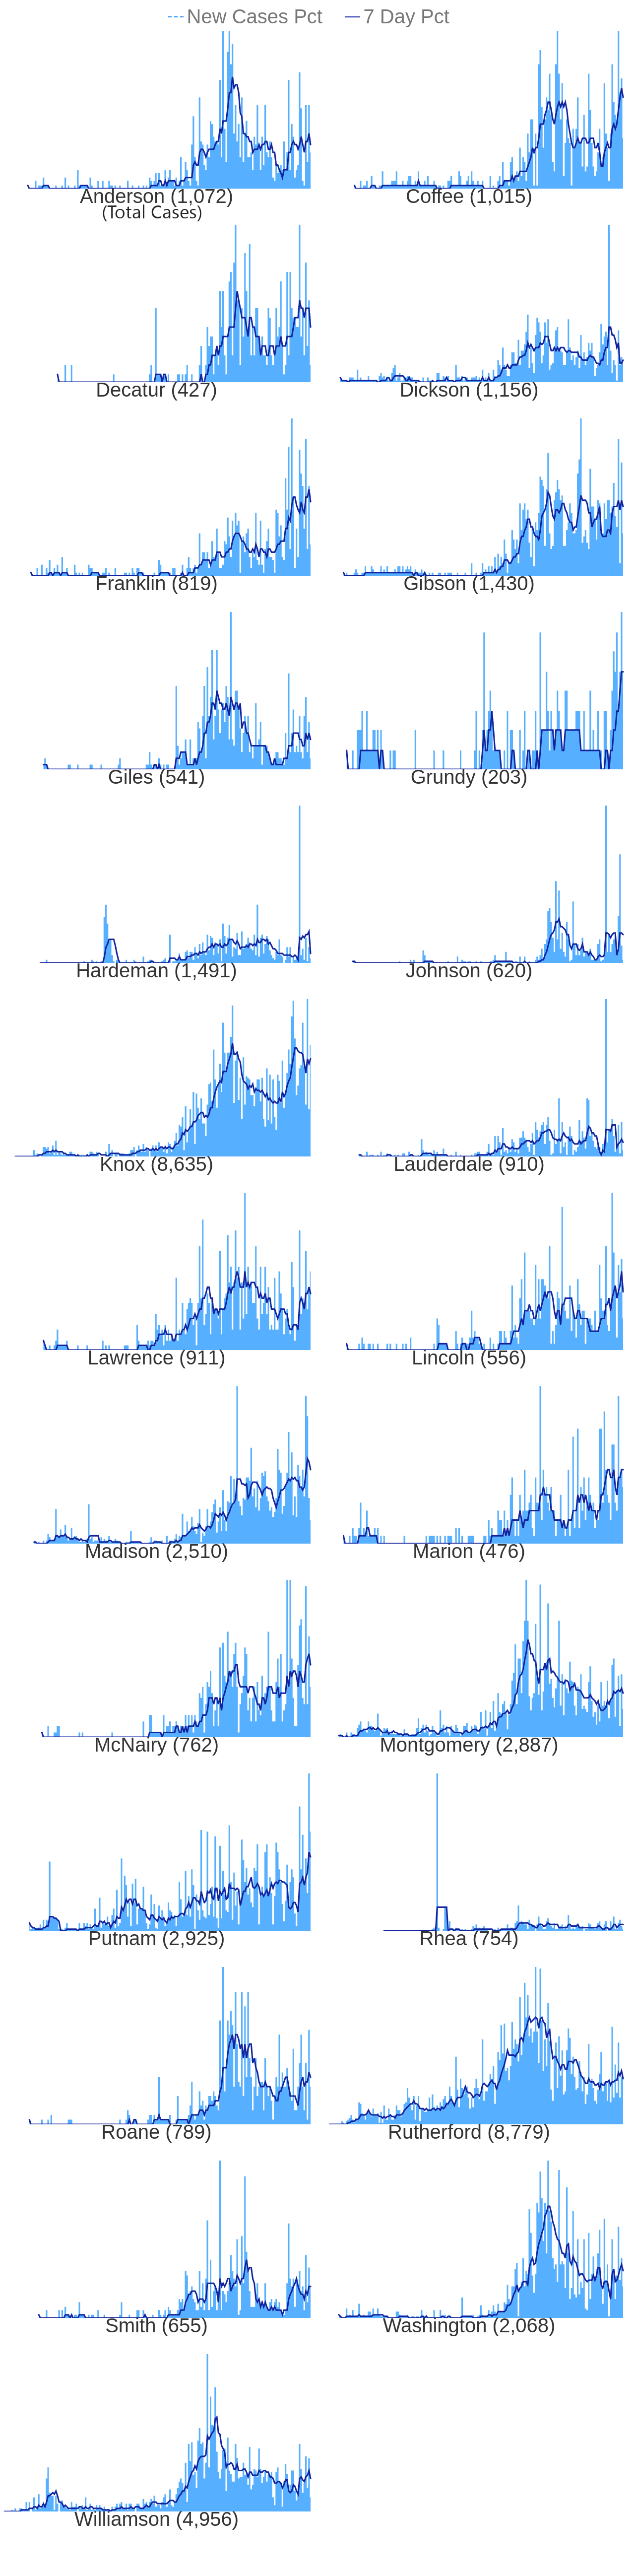 New Cases Pct 7 Day Pct
Anderson (1,072) Coffee (1,015)
(Total Cases)
Decatur (427) Dickson (1,156)
Franklin (819) Gibson (1,430)
Giles (541) Grundy (203)
Hardeman (1,491) Johnson (620)
Knox (8,635) Lauderdale (910)
Lawrence (911) Lincoln (556)
Madison (2,510) Marion (476)
McNairy (762) Montgomery (2,887)
Putnam (2,925) Rhea (754)
Roane (789) Rutherford (8,779)
Smith (655) Washington (2,068)
Williamson (4,956)